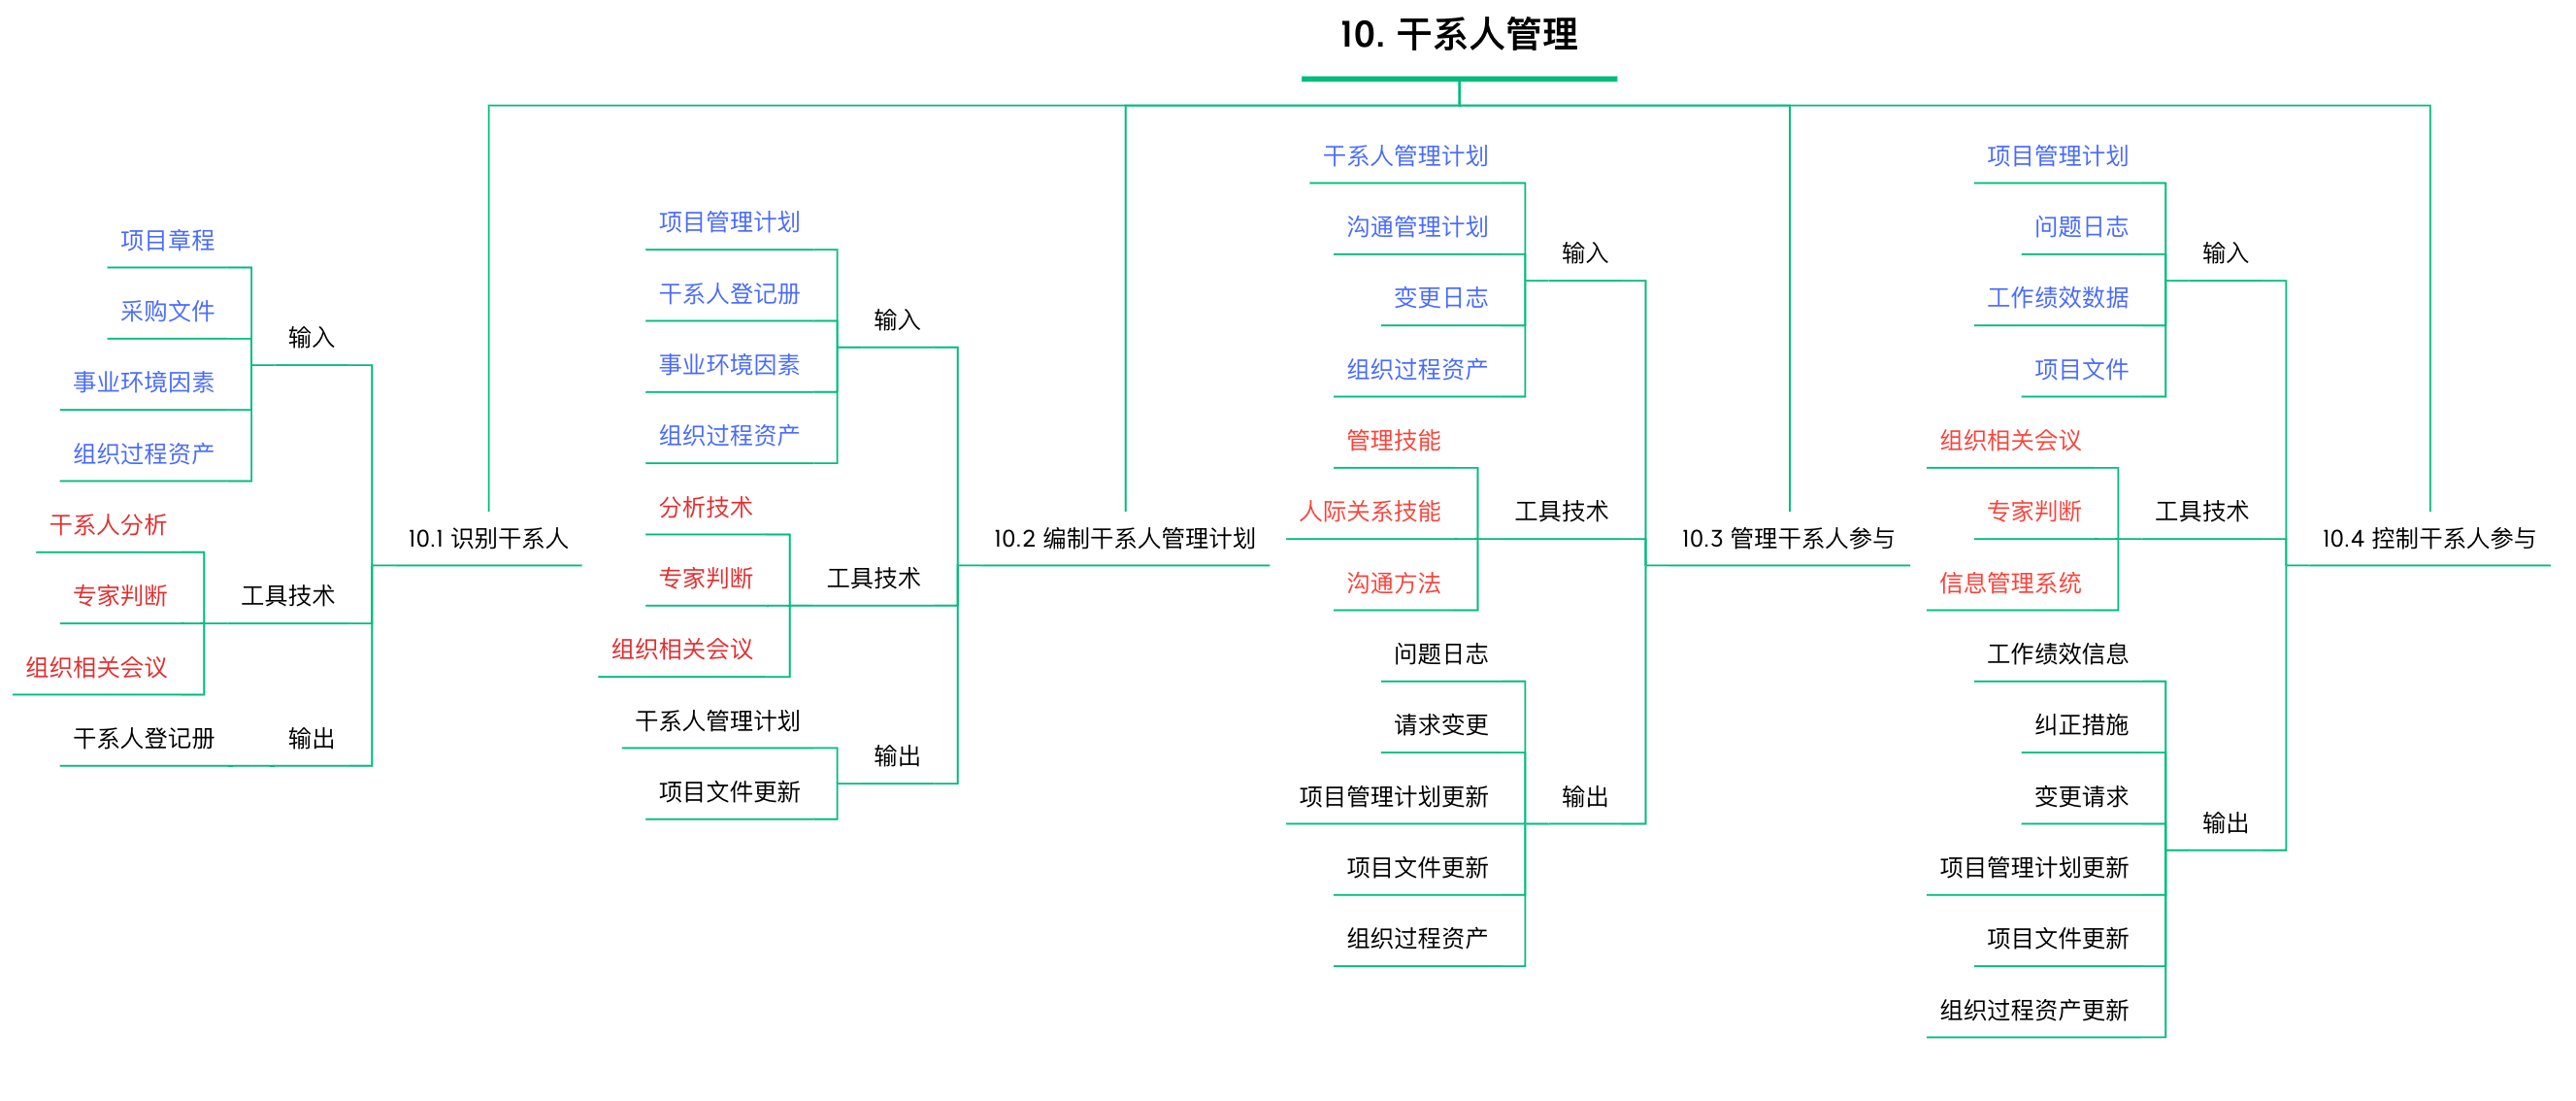 10. 干系人管理
10.1 识别干系人
输入
项目章程
采购文件
事业环境因素
组织过程资产
工具技术
干系人分析
专家判断
组织相关会议
输出
干系人登记册
10.2 编制干系人管理计划
输入
项目管理计划
干系人登记册
事业环境因素
组织过程资产
工具技术
分析技术
专家判断
组织相关会议
输出
干系人管理计划
项目文件更新
10.3 管理干系人参与
输入
干系人管理计划
沟通管理计划
变更日志
组织过程资产
工具技术
管理技能
人际关系技能
沟通方法
输出
问题日志
请求变更
项目管理计划更新
项目文件更新
组织过程资产
10.4 控制干系人参与
输入
项目管理计划
问题日志
工作绩效数据
项目文件
工具技术
组织相关会议
专家判断
信息管理系统
输出
工作绩效信息
纠正措施
变更请求
项目管理计划更新
项目文件更新
组织过程资产更新